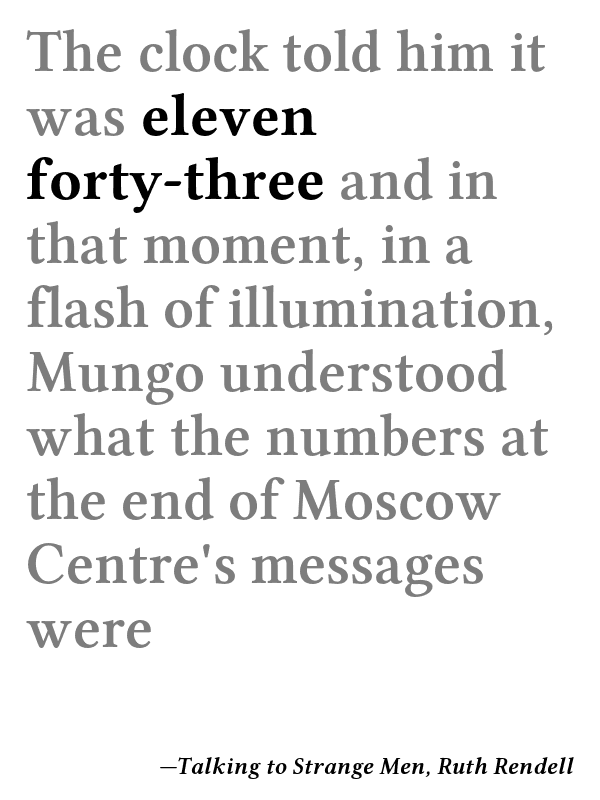 The clock told him it
was eleven
forty-three and in
that moment, in a
flash of illumination,
Mungo understood
what the numbers at
the end of Moscow
Centre's messages
were
—Talking to Strange Men, Ruth Rendell